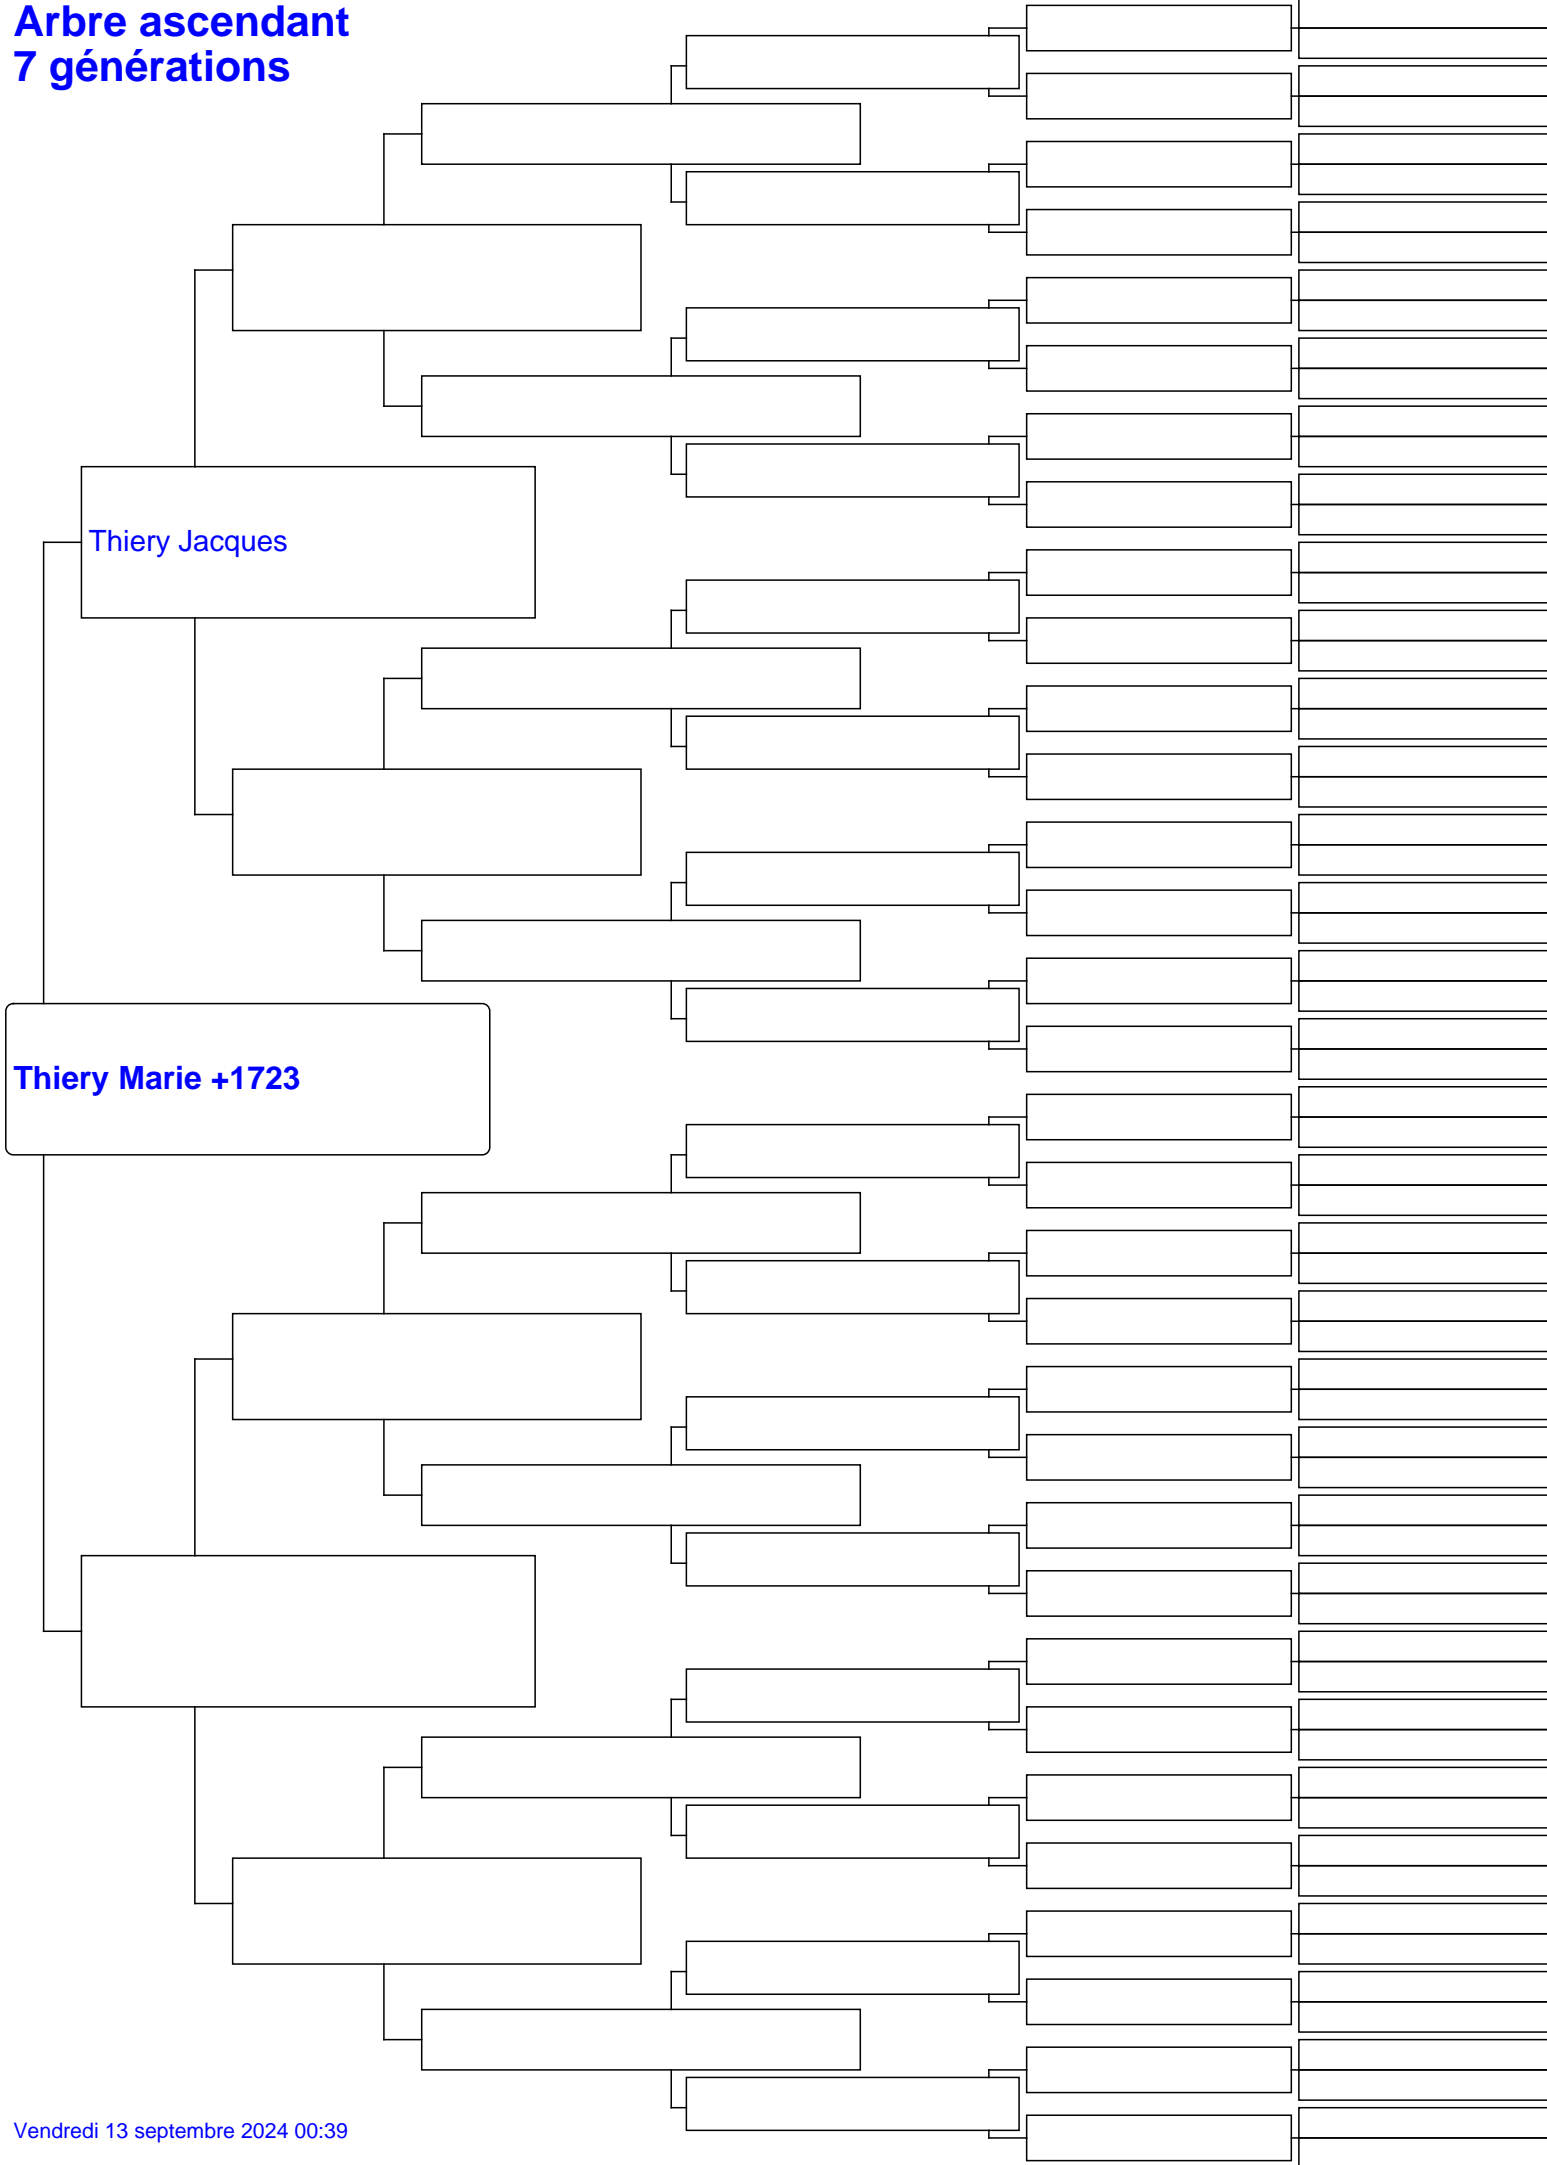 Arbre ascendant
7 générations
Thiery Jacques
Thiery Marie +1723
Vendredi 13 septembre 2024 00:39